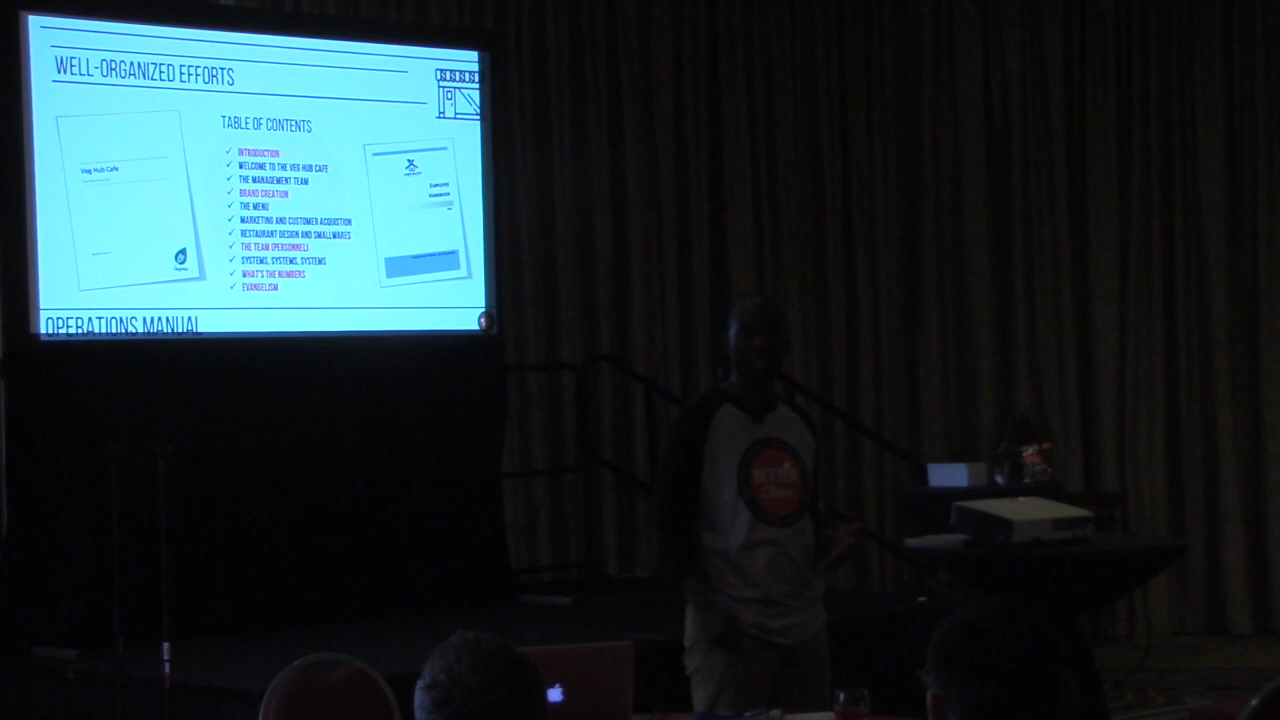 WELL-ORGANIZED EFFORTS
TABLE OF CONTENTS
INTRODUCTION
WELCOME TO THE VEG HUB CAFE
THE MANAGEMENT TEAM
BRAND CREATION
THE MENU
MARKETING AND CUSTOMER ACQUISTION
RESTAURANT DESIGN AND SMALLWARES
THE TEAM (PERSONNEL)
SYSTEMS, SYSTEMS, SYSTEMS
WHAT'S THE NUMBERS
EVANGELISM
Veg Hub Cafe
EMPLOYEE
HANDBOOK
OPERATIONS MANUAL